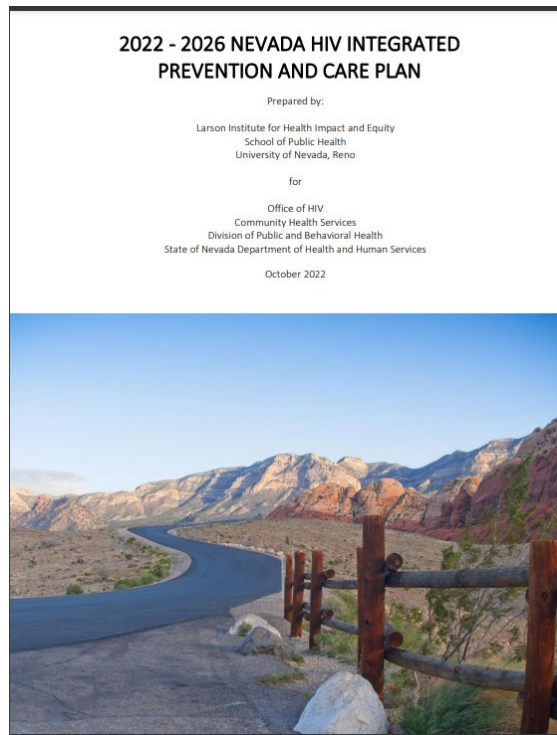 2022 - 2026 NEVADA HIV INTEGRATED
PREVENTION AND CARE PLAN
Prepared by:
Larson Institute for Health Impact and Equity
School of Public Health
University of Nevada, Reno
for
Office of HIV
Community Health Services
Division of Public and Behavioral Health
State of Nevada Department of Health and Human Services
October 2022